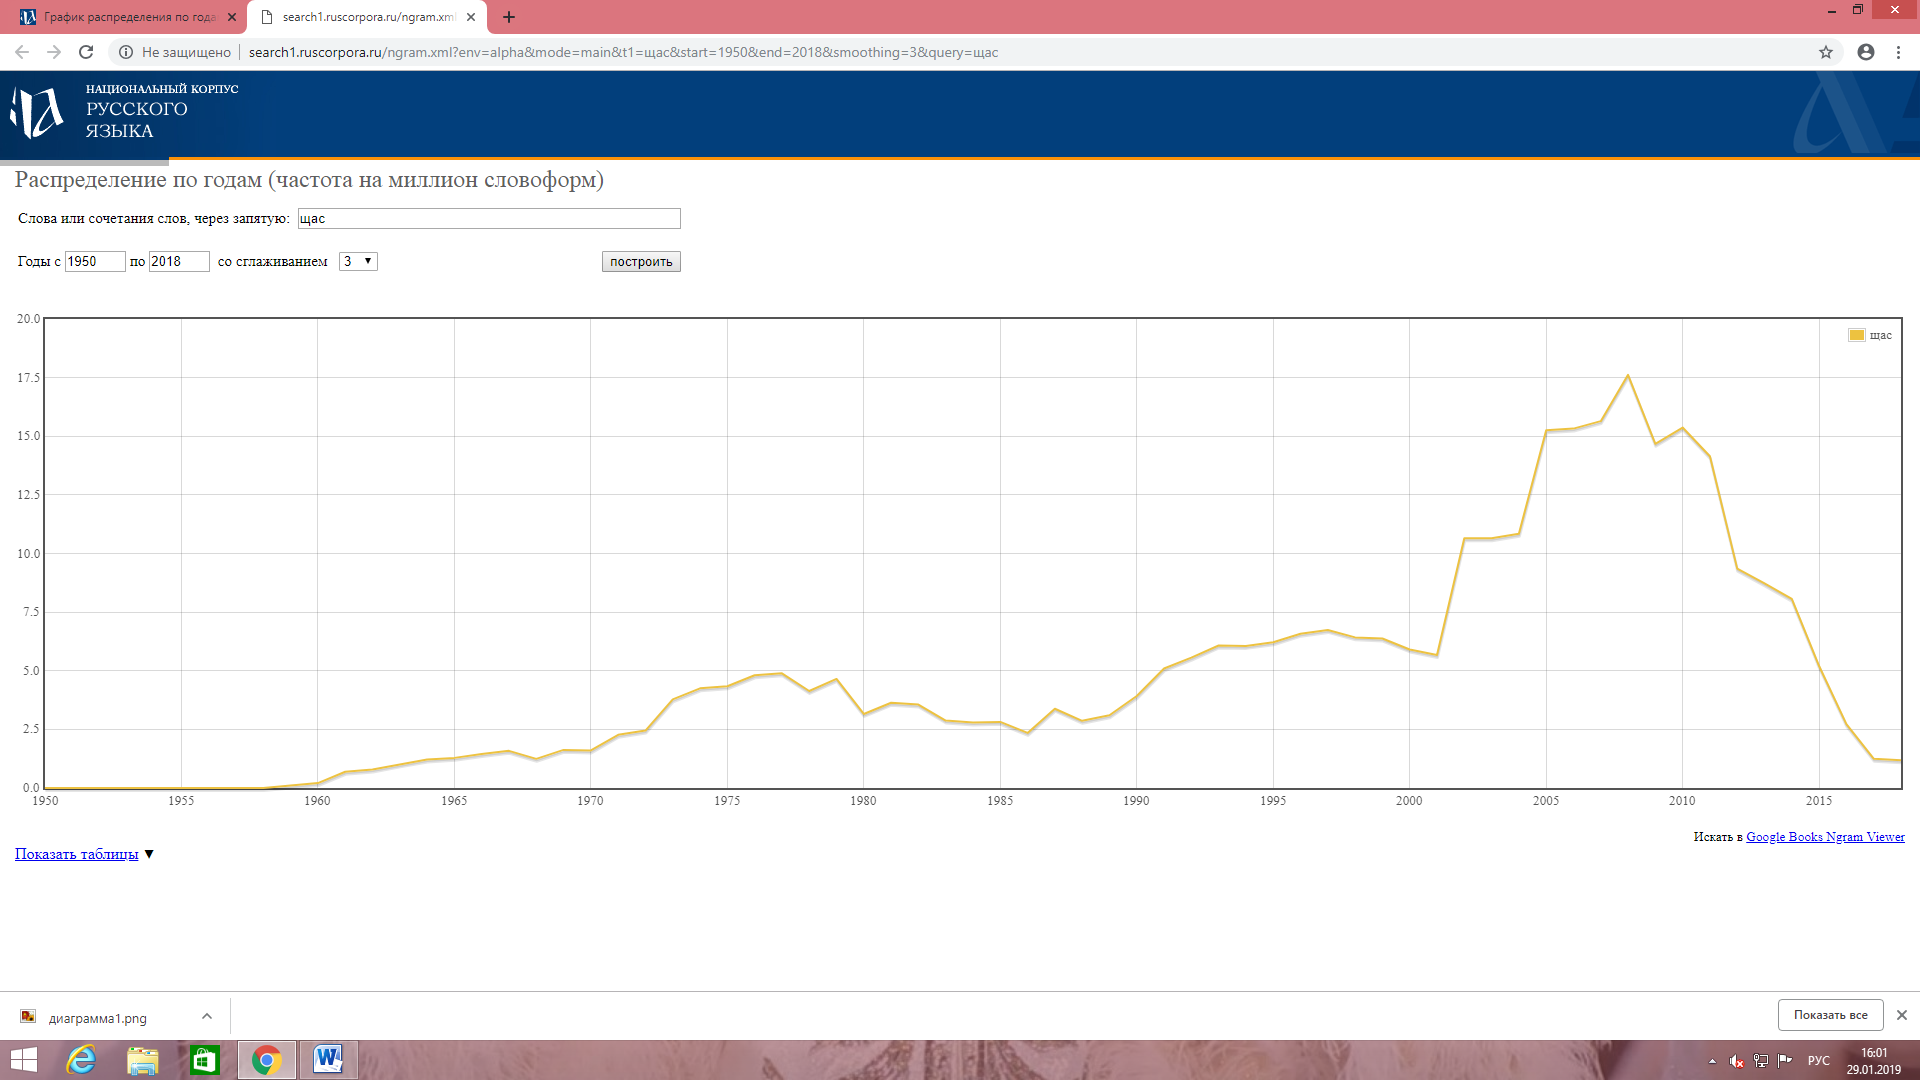 График распределения по года
search1.ruscorpora.ru/ngram.xml
Не защищено
search1.ruscorpora.ru/ngram.xml?env=alpha&mode=main&t1=щас&start=1950&end=2018&smoothing=3&query=щас
НАЦИОНАЛЬНЫЙ КОРПУС
РУССКОГО
ЯЗЫКА
Распределение по годам (частота на миллион словоформ)
Слова или сочетания слов, через запятую: щас
Годы с 1950 по 2018 со сглаживанием 3 построить
20.0
щас
17.5
15.0
12.5
10.0
7.5
5.0
2.5
0.0
1950 1955 1960 1965 1970 1975 1980 1985 1990 1995 2000 2005 2010 2015
Искать в Google Books Ngram Viewer
Показать таблицы ▼
диаграмма1.png
Показать все
РУС
16:01
29.01.2019